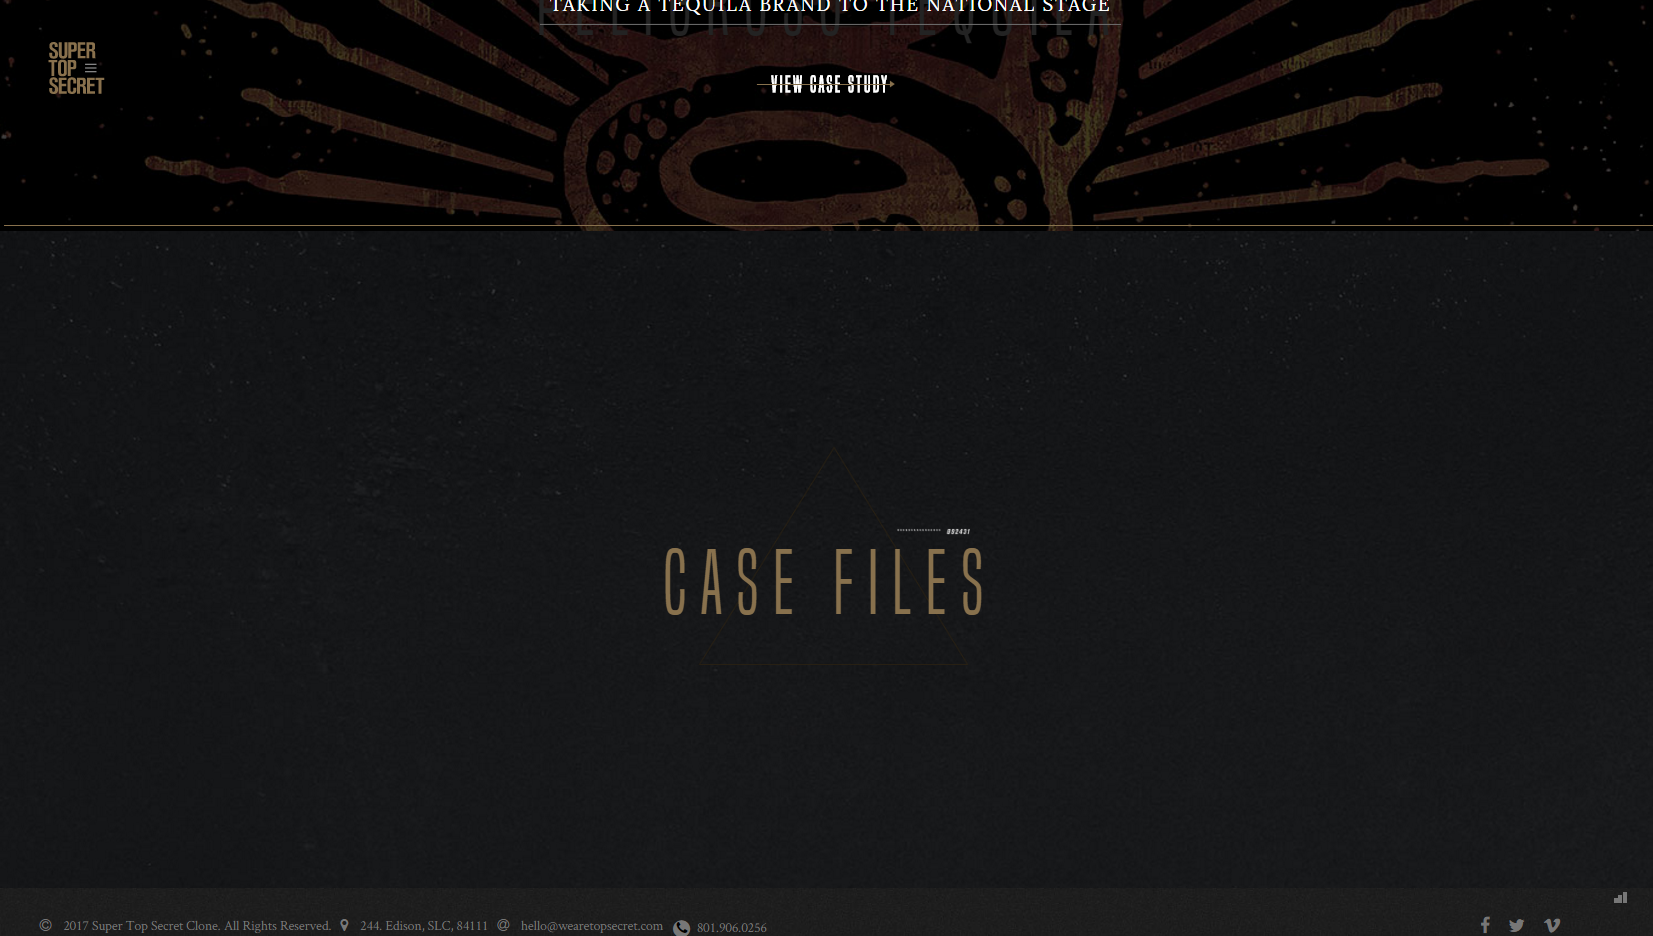 TAKING A TEQUILA BRAND TO THE NATIONAL STAGE
SUPER
TOP
SECRET
VIEW CASE STUDY
092431
CASE FILES
© 2017 Super Top Secret Clone. All Rights Reserved. 244. Edison, SLC, 84111 @ hello@wearetopsecret.com 801.906.0256